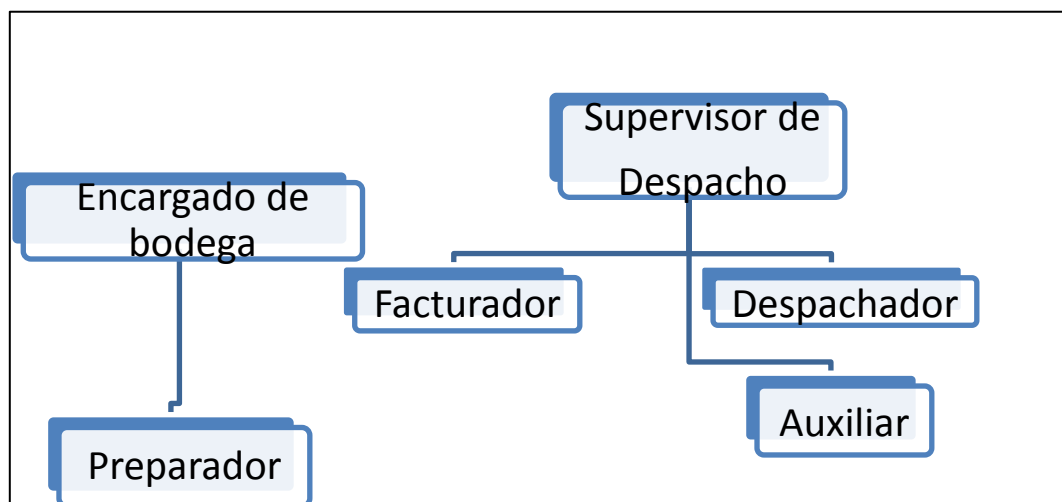 Supervisor de
Despacho
Encargado de
bodega
Facturador
Despachador
Auxiliar
Preparador